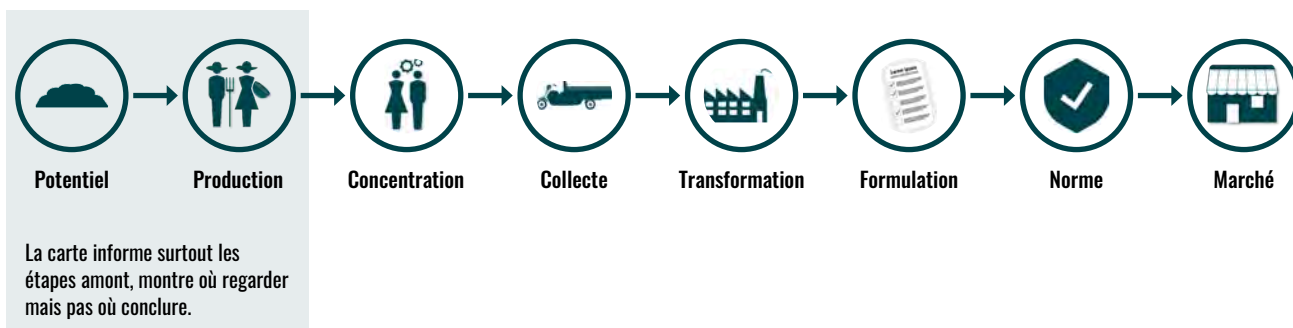 Potentiel
Production
Concentration
Collecte
Transformation
Formulation
Norme
Marché
La carte informe surtout les
étapes amont, montre où regarder
mais pas où conclure.